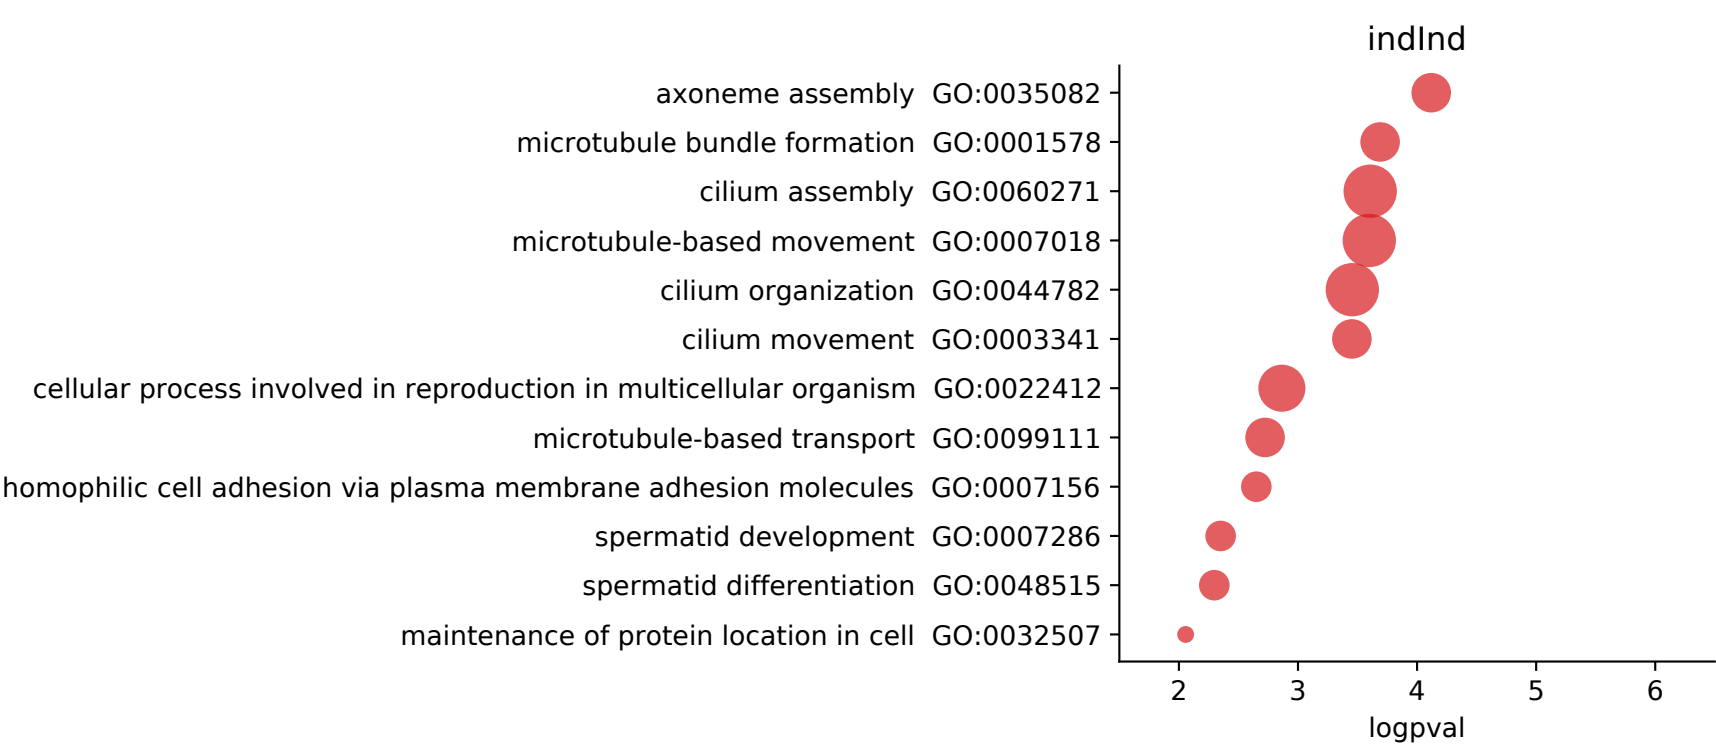 indInd
axoneme assembly GO:0035082
microtubule bundle formation GO:0001578
cilium assembly GO:0060271
microtubule-based movement GO:0007018
cilium organization GO:0044782
cilium movement GO:0003341
cellular process involved in reproduction in multicellular organism GO:0022412
microtubule-based transport GO:0099111
homophilic cell adhesion via plasma membrane adhesion molecules GO:0007156
spermatid development GO:0007286
spermatid differentiation GO:0048515
maintenance of protein location in cell GO:0032507
2 3 4 5 6
logpval